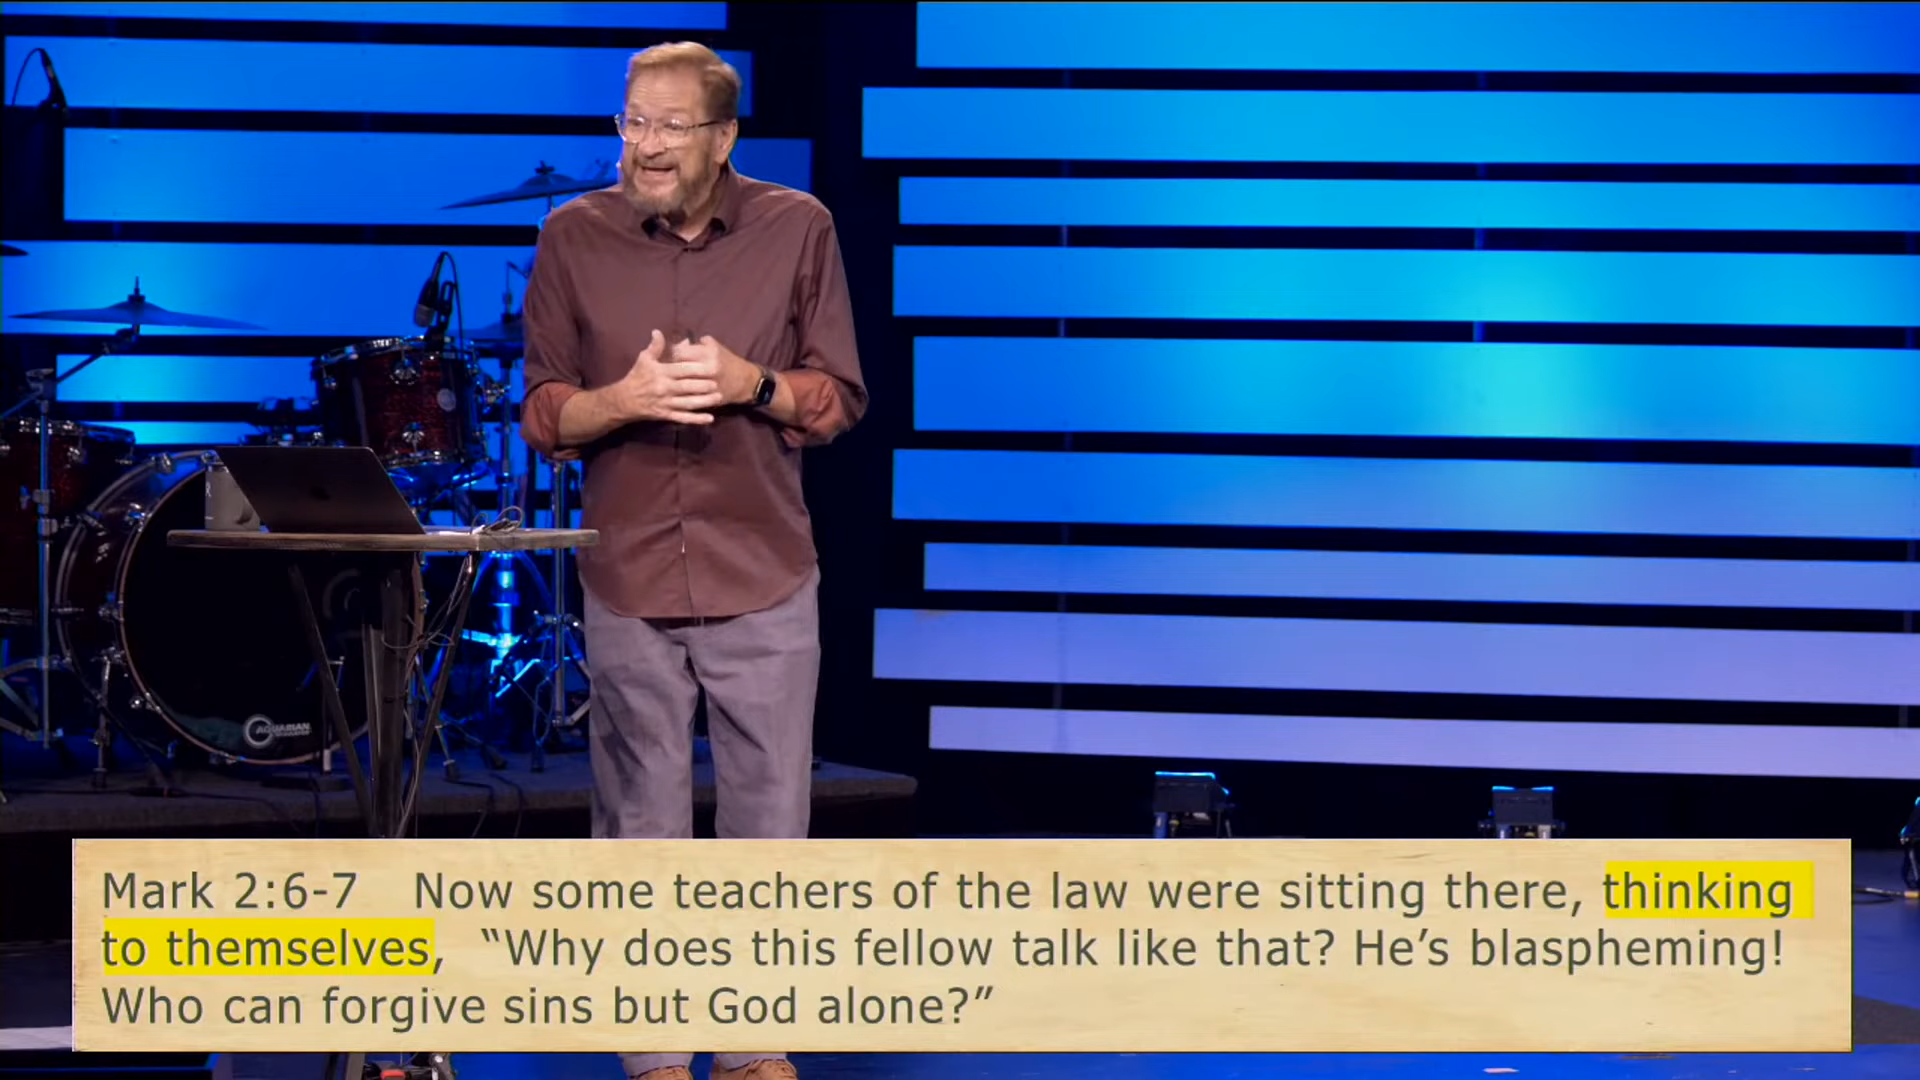 AQUARIAN
Mark 2:6-7 Now some teachers of the law were sitting there, thinking
to themselves, “Why does this fellow talk like that? He’s blaspheming!
Who can forgive sins but God alone?”